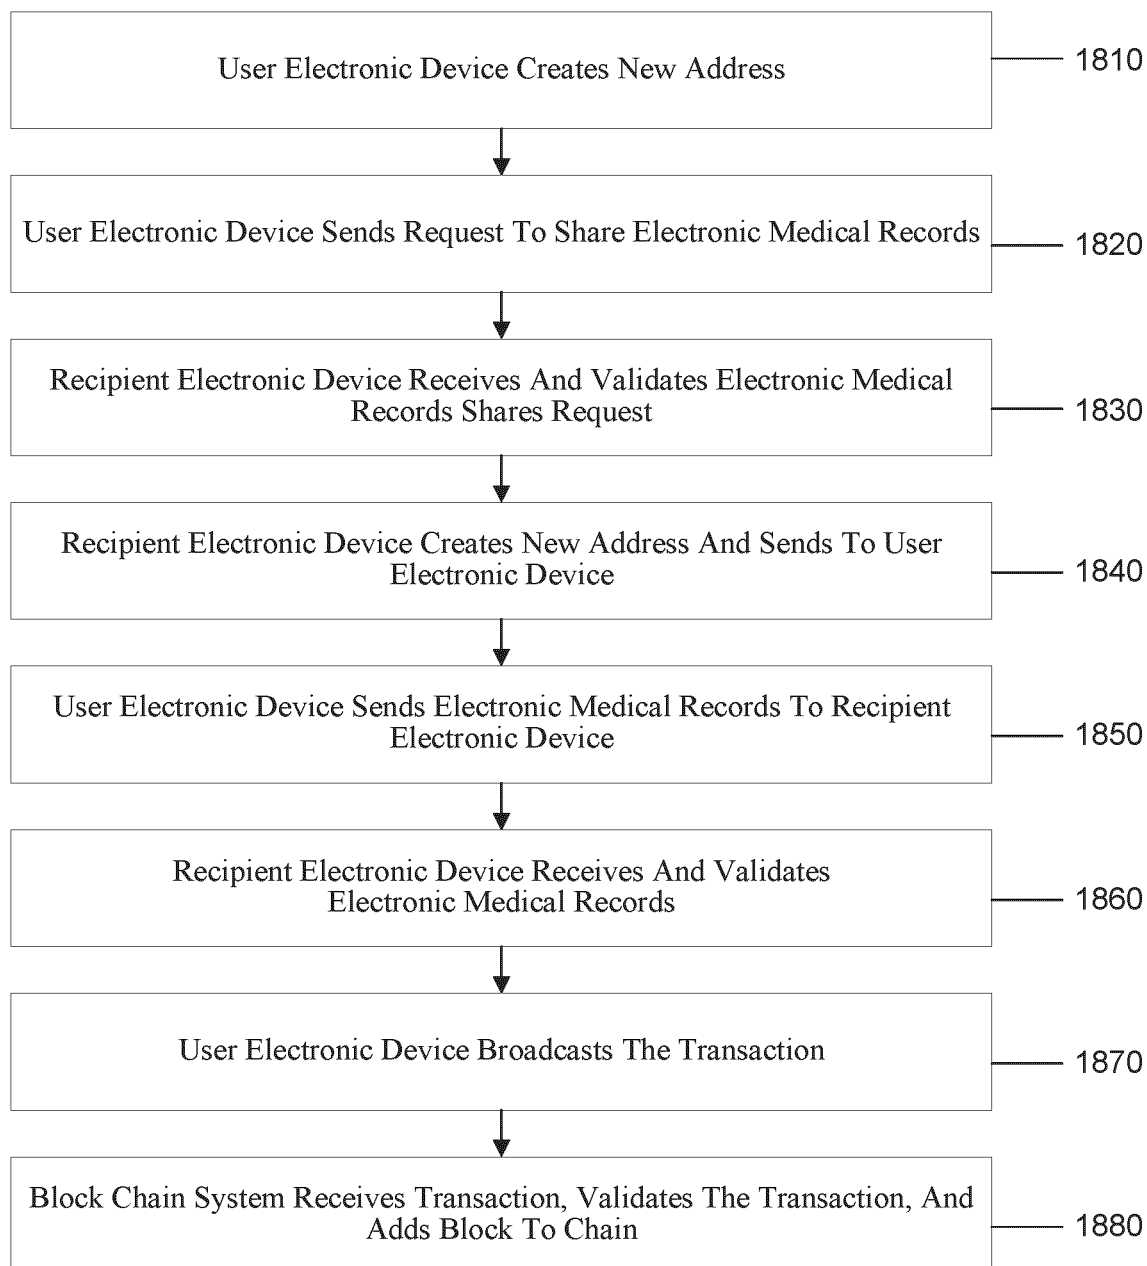 User Electronic Device Creates New Address
1810
User Electronic Device Sends Request To Share Electronic Medical Records
1820
Recipient Electronic Device Receives And Validates Electronic Medical
Records Shares Request
1830
Recipient Electronic Device Creates New Address And Sends To User
Electronic Device
1840
User Electronic Device Sends Electronic Medical Records To Recipient
Electronic Device
1850
Recipient Electronic Device Receives And Validates
Electronic Medical Records
1860
User Electronic Device Broadcasts The Transaction
1870
Block Chain System Receives Transaction, Validates The Transaction, And
Adds Block To Chain
1880